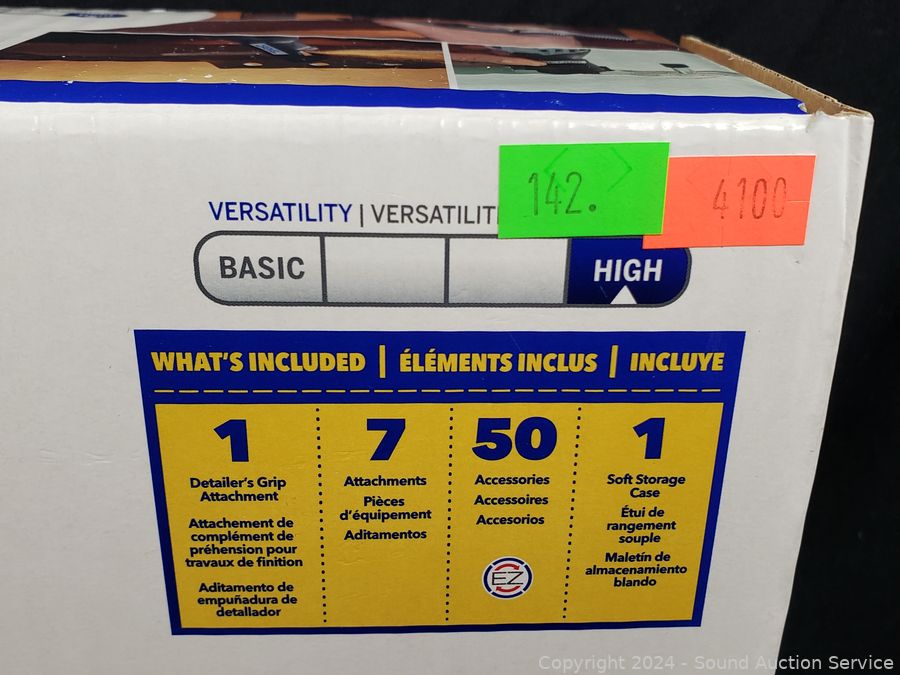 142.
4100
VERSATILITY | VERSATILIT
BASIC
HIGH
WHAT'S INCLUDED | ÉLÉMENTS INCLUS | INCLUYE
1
Detailer's Grip
Attachment
Attachement de
complément de
préhension pour
travaux de finition
Aditamento de
empuñadura de
detallador
7
Attachments
Pièces
d'équipement
Aditamentos
50
Accessories
Accessoires
Accesorios
EZ
1
Soft Storage
Case
Étui de
rangement
souple
Maletín de
almacenamiento
blando
Copyright 2024 - Sound Auction Service